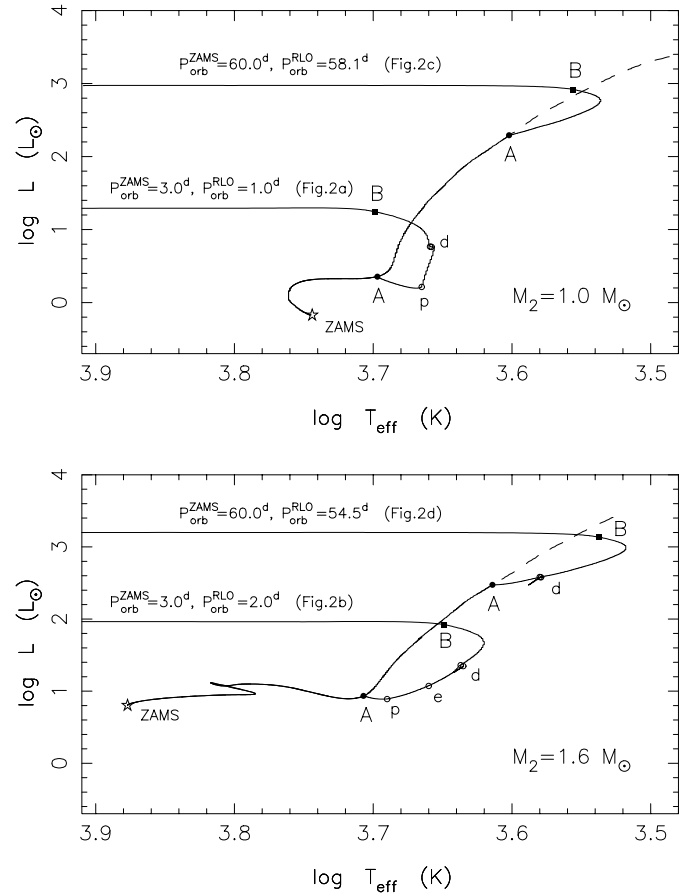 4
P_orb^ZAMS=60.0^d, P_orb^RLO=58.1^d (Fig.2c)
B
3
A
2
P_orb^ZAMS=3.0^d, P_orb^RLO=1.0^d (Fig.2a)
B
1
d
A
p
0
M₂=1.0 M☉
ZAMS
log L (L☉)
3.9 3.8 3.7 3.6 3.5
log T_eff (K)
4
P_orb^ZAMS=60.0^d, P_orb^RLO=54.5^d (Fig.2d)
B
3
A
d
P_orb^ZAMS=3.0^d, P_orb^RLO=2.0^d (Fig.2b)
2
B
d
1
A
p
e
ZAMS
0
M₂=1.6 M☉
log L (L☉)
3.9 3.8 3.7 3.6 3.5
log T_eff (K)